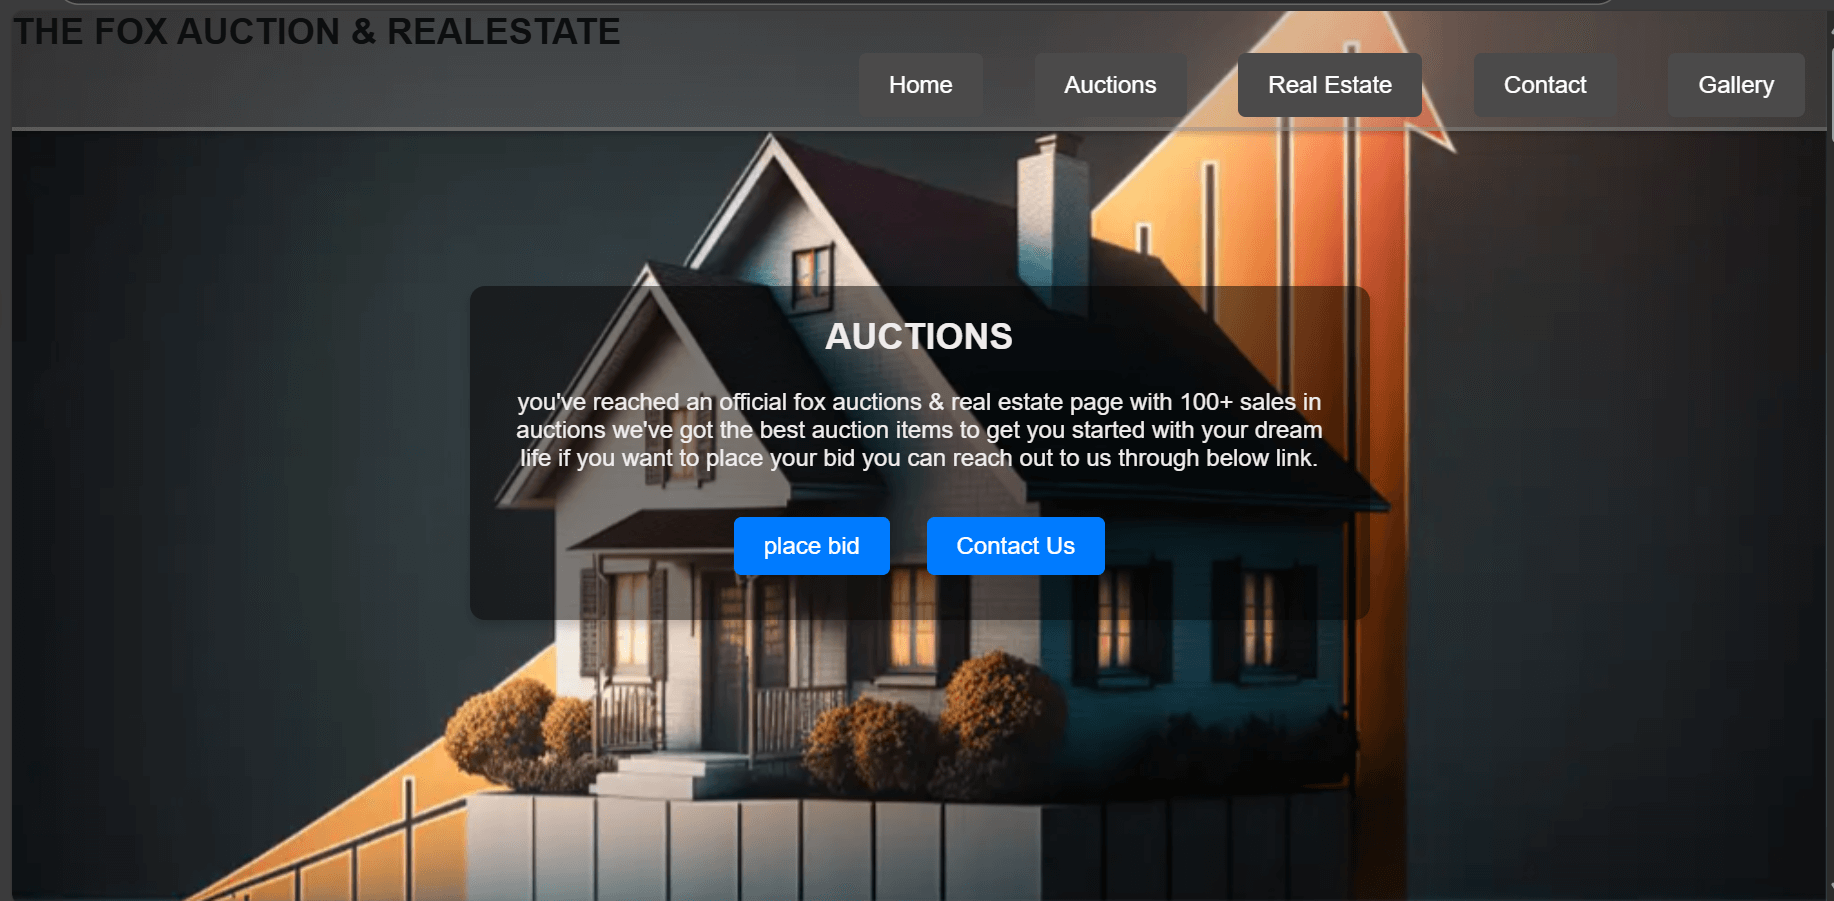 THE FOX AUCTION & REALESTATE
Home
Auctions
Real Estate
Contact
Gallery
AUCTIONS
you've reached an official fox auctions & real estate page with 100+ sales in
auctions we've got the best auction items to get you started with your dream
life if you want to place your bid you can reach out to us through below link.
place bid
Contact Us